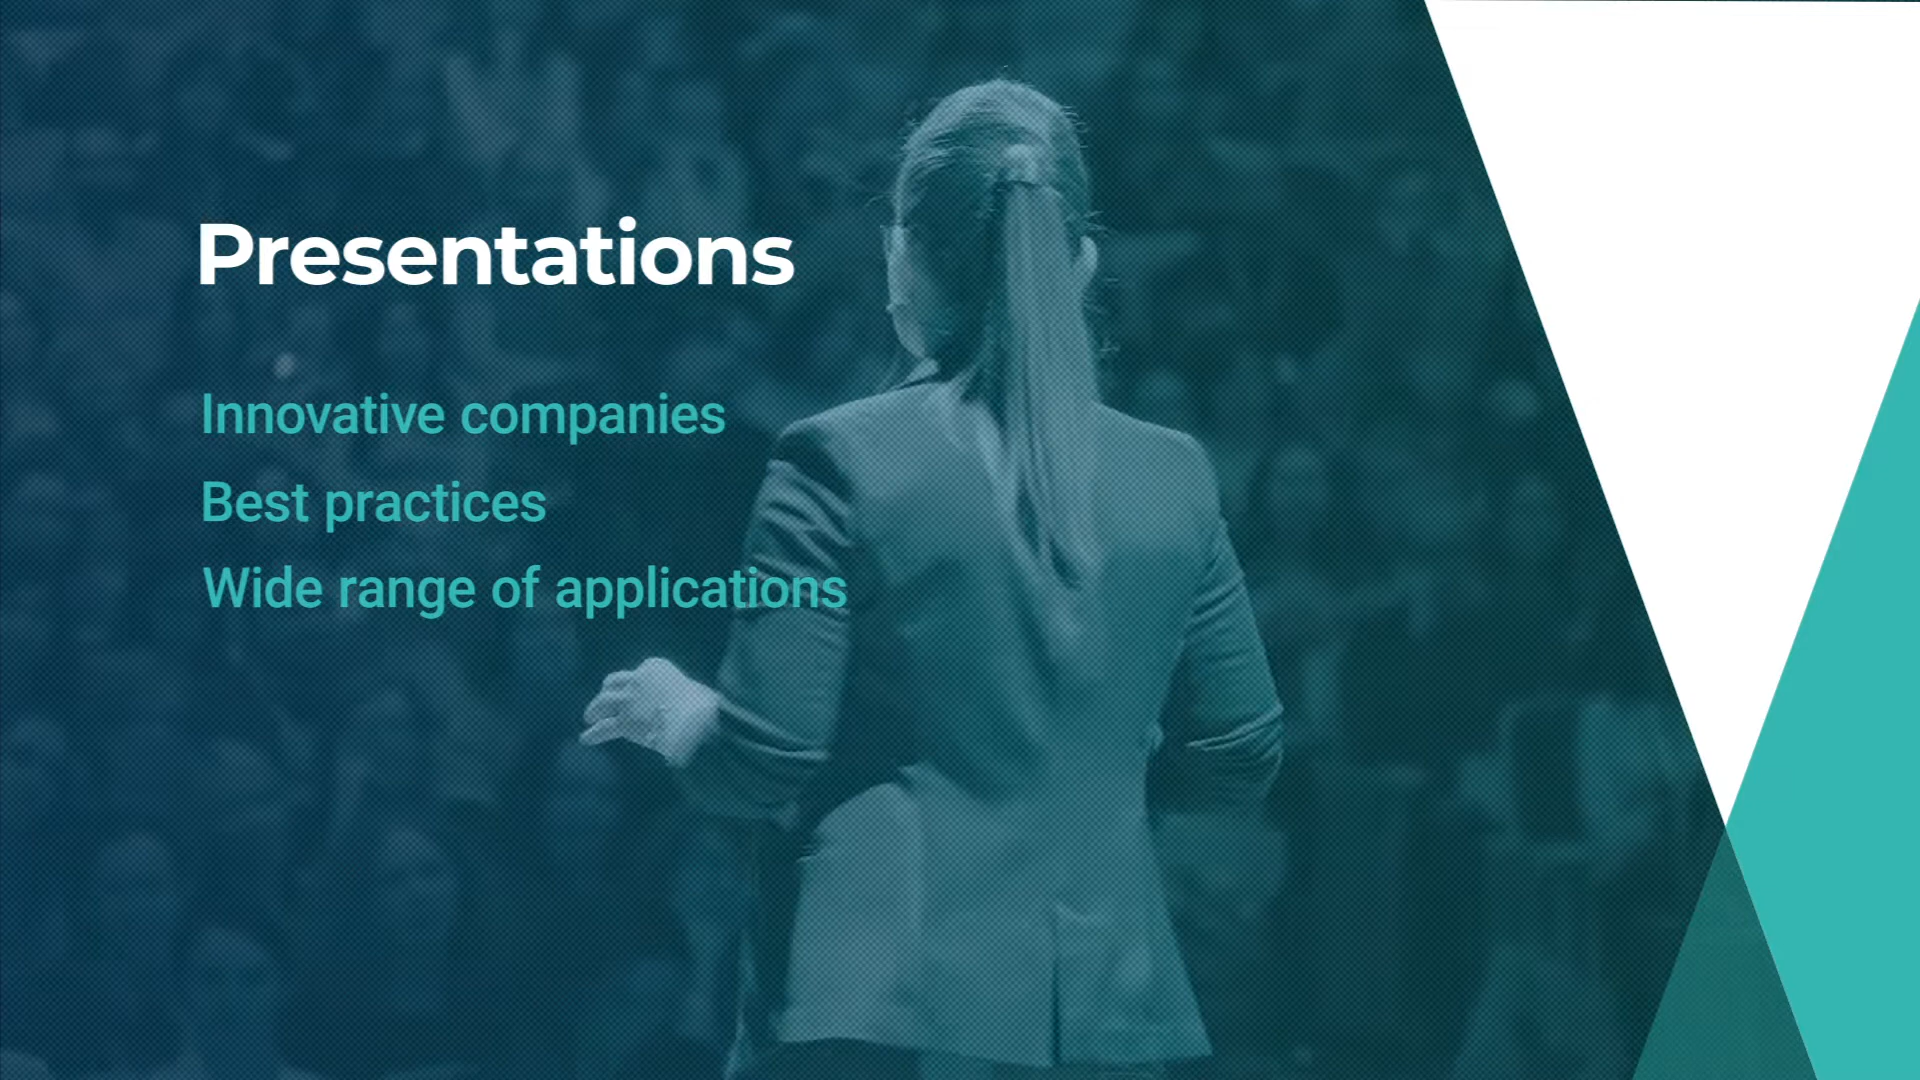 Presentations
Innovative companies
Best practices
Wide range of applications